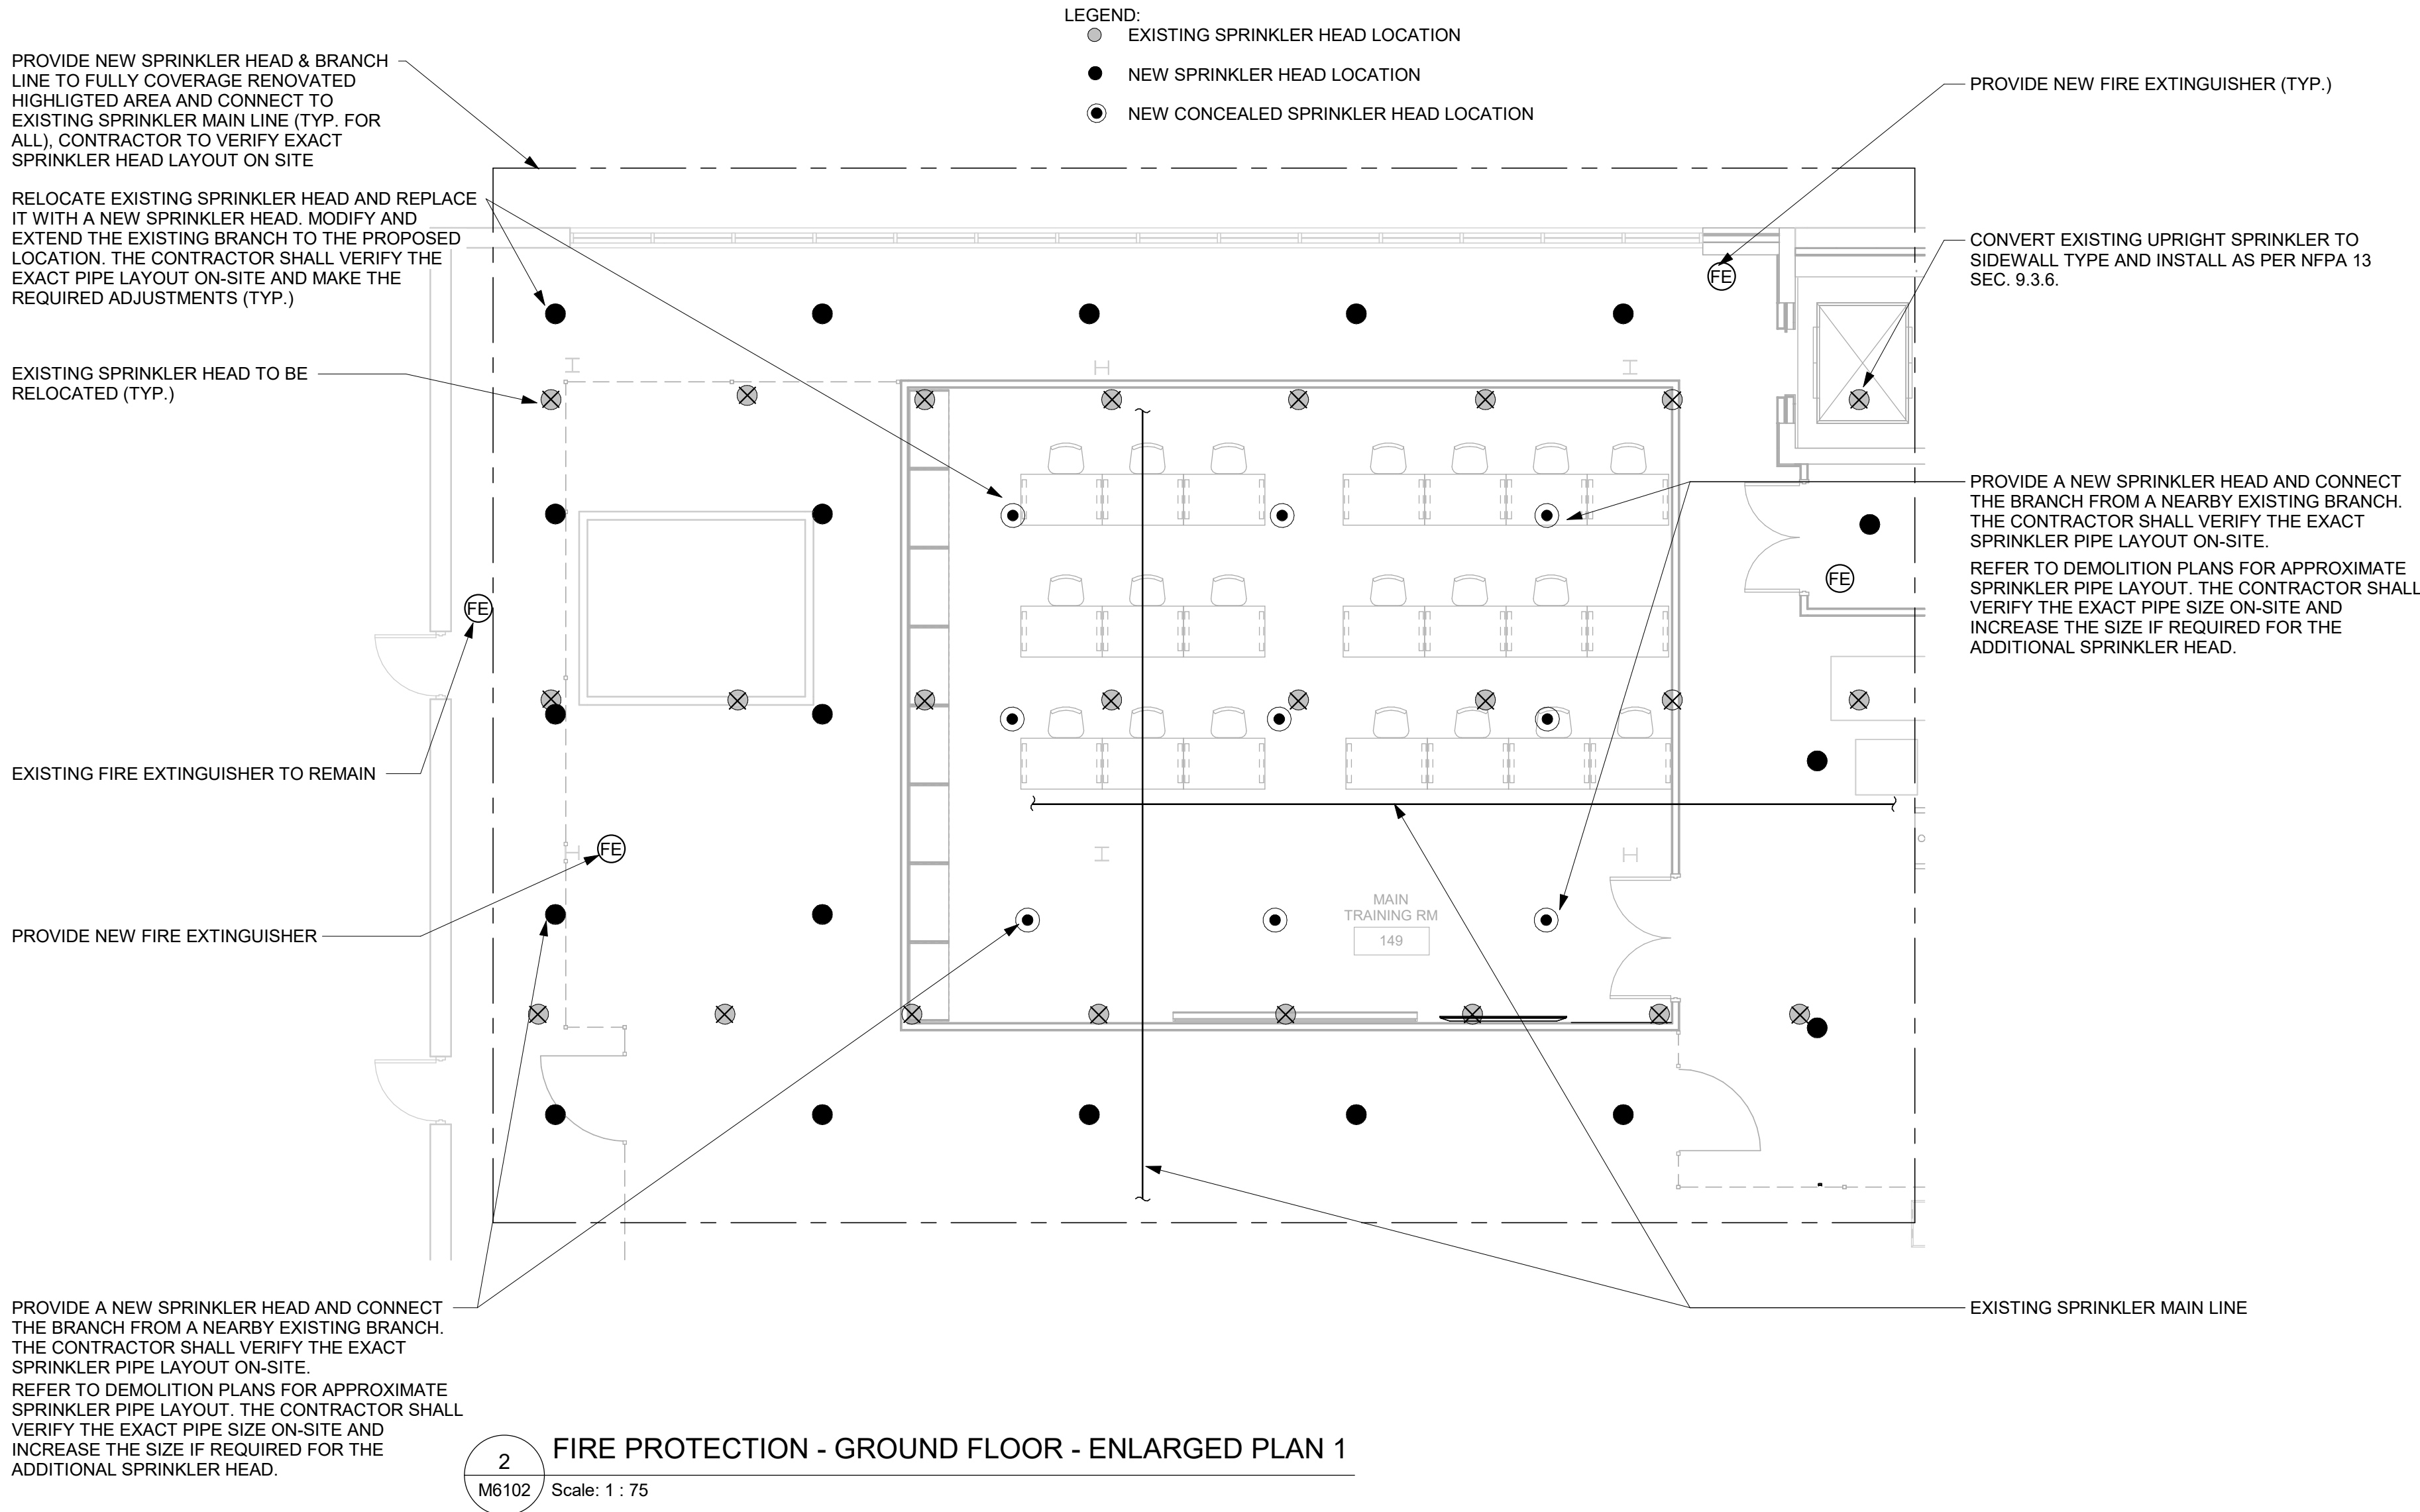 LEGEND:
EXISTING SPRINKLER HEAD LOCATION
NEW SPRINKLER HEAD LOCATION
NEW CONCEALED SPRINKLER HEAD LOCATION
PROVIDE NEW SPRINKLER HEAD & BRANCH
LINE TO FULLY COVERAGE RENOVATED
HIGHLIGTED AREA AND CONNECT TO
EXISTING SPRINKLER MAIN LINE (TYP. FOR
ALL), CONTRACTOR TO VERIFY EXACT
SPRINKLER HEAD LAYOUT ON SITE
RELOCATE EXISTING SPRINKLER HEAD AND REPLACE
IT WITH A NEW SPRINKLER HEAD. MODIFY AND
EXTEND THE EXISTING BRANCH TO THE PROPOSED
LOCATION. THE CONTRACTOR SHALL VERIFY THE
EXACT PIPE LAYOUT ON-SITE AND MAKE THE
REQUIRED ADJUSTMENTS (TYP.)
EXISTING SPRINKLER HEAD TO BE
RELOCATED (TYP.)
EXISTING FIRE EXTINGUISHER TO REMAIN
PROVIDE NEW FIRE EXTINGUISHER
PROVIDE A NEW SPRINKLER HEAD AND CONNECT
THE BRANCH FROM A NEARBY EXISTING BRANCH.
THE CONTRACTOR SHALL VERIFY THE EXACT
SPRINKLER PIPE LAYOUT ON-SITE.
REFER TO DEMOLITION PLANS FOR APPROXIMATE
SPRINKLER PIPE LAYOUT. THE CONTRACTOR SHALL
VERIFY THE EXACT PIPE SIZE ON-SITE AND
INCREASE THE SIZE IF REQUIRED FOR THE
ADDITIONAL SPRINKLER HEAD.
FE
FE
FE
FE
MAIN
TRAINING RM
149
PROVIDE NEW FIRE EXTINGUISHER (TYP.)
CONVERT EXISTING UPRIGHT SPRINKLER TO
SIDEWALL TYPE AND INSTALL AS PER NFPA 13
SEC. 9.3.6.
PROVIDE A NEW SPRINKLER HEAD AND CONNECT
THE BRANCH FROM A NEARBY EXISTING BRANCH.
THE CONTRACTOR SHALL VERIFY THE EXACT
SPRINKLER PIPE LAYOUT ON-SITE.
REFER TO DEMOLITION PLANS FOR APPROXIMATE
SPRINKLER PIPE LAYOUT. THE CONTRACTOR SHALL
VERIFY THE EXACT PIPE SIZE ON-SITE AND
INCREASE THE SIZE IF REQUIRED FOR THE
ADDITIONAL SPRINKLER HEAD.
EXISTING SPRINKLER MAIN LINE
2
M6102
FIRE PROTECTION - GROUND FLOOR - ENLARGED PLAN 1
Scale: 1 : 75